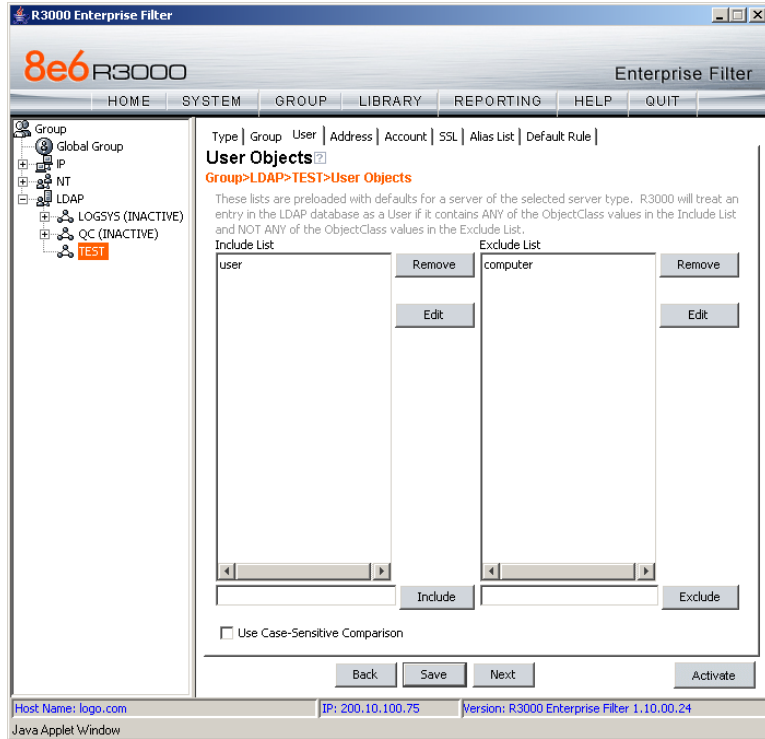 R3000 Enterprise Filter
8e6 R3000
Enterprise Filter
HOME SYSTEM GROUP LIBRARY REPORTING HELP QUIT
Group
Global Group
IP
NT
LDAP
LOGSYS (INACTIVE)
QC (INACTIVE)
TEST
Type Group User Address Account SSL Alias List Default Rule
User Objects ?
Group>LDAP>TEST>User Objects
These lists are preloaded with defaults for a server of the selected server type. R3000 will treat an
entry in the LDAP database as a User if it contains ANY of the ObjectClass values in the Include List
and NOT ANY of the ObjectClass values in the Exclude List.
Include List Exclude List
user Remove computer Remove
Edit Edit
Include Exclude
Use Case-Sensitive Comparison
Back Save Next Activate
Host Name: logo.com IP: 200.10.100.75 Version: R3000 Enterprise Filter 1.10.00.24
Java Applet Window